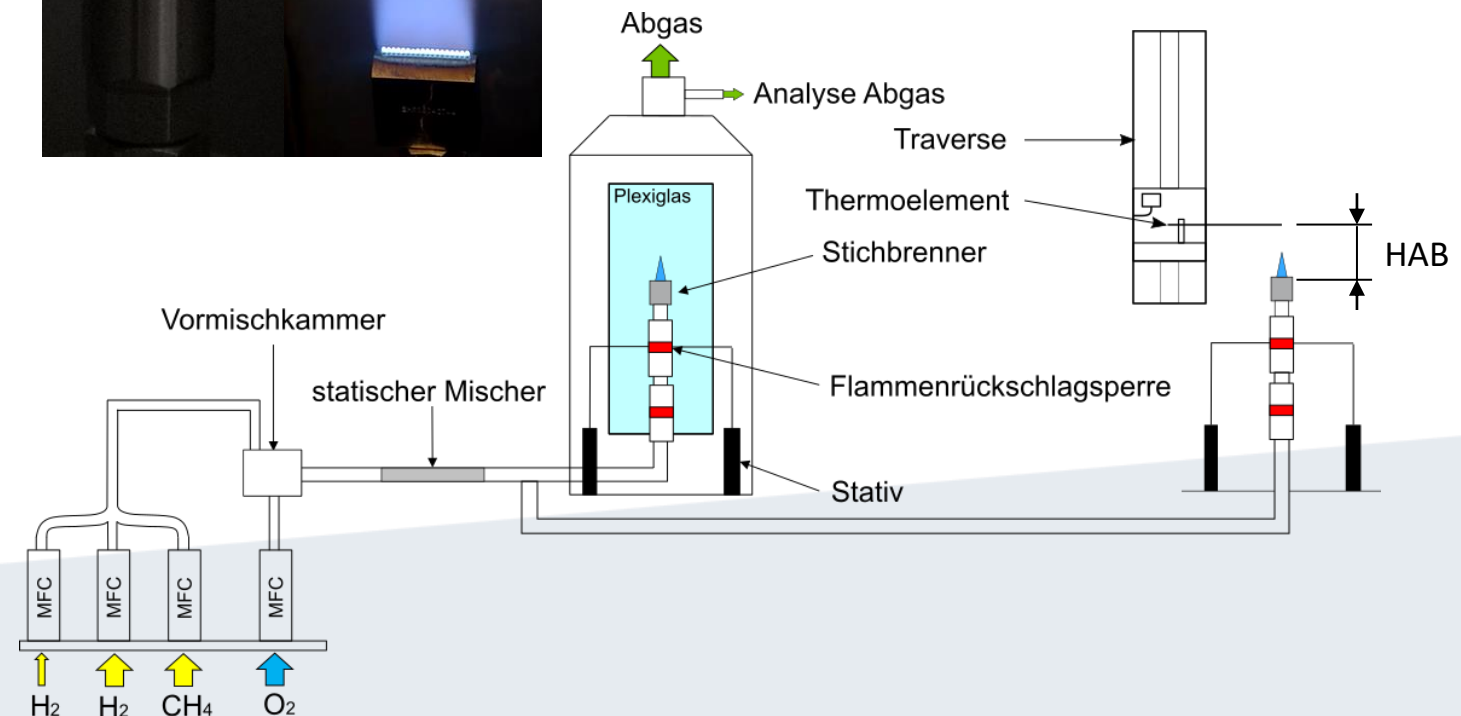 Abgas
Analyse Abgas
Traverse
Plexiglas
Thermoelement
Stichbrenner
HAB
Vormischkammer
statischer Mischer
Flammenrückschlagsperre
Stativ
MFC
MFC
MFC
MFC
H₂
H₂
CH₄
O₂